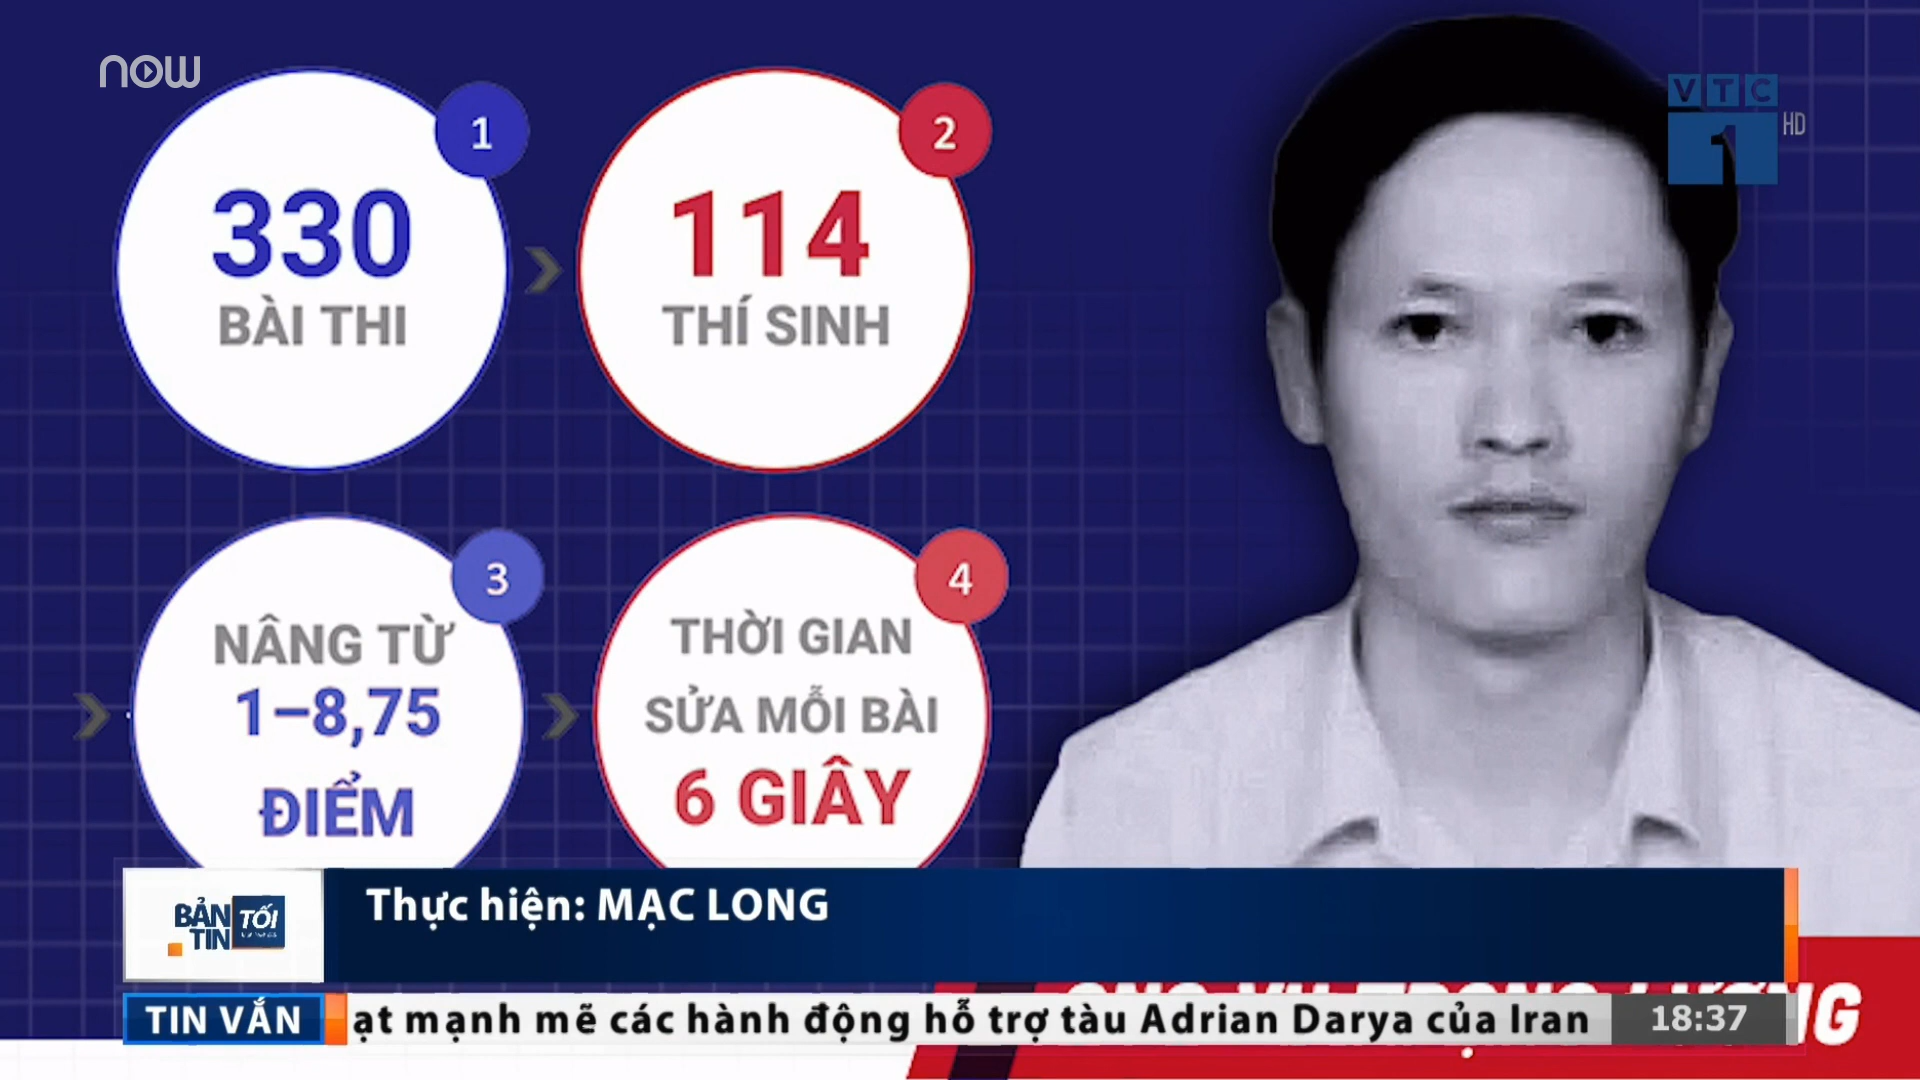 now
VTC
1
HD
1
330
BÀI THI
2
114
THÍ SINH
3
NÂNG TỪ
1–8,75
ĐIỂM
4
THỜI GIAN
SỬA MỖI BÀI
6 GIÂY
BẢN
TIN
TỐI
Thực hiện: MẠC LONG
TIN VẮN
ạt mạnh mẽ các hành động hỗ trợ tàu Adrian Darya của Iran
18:37